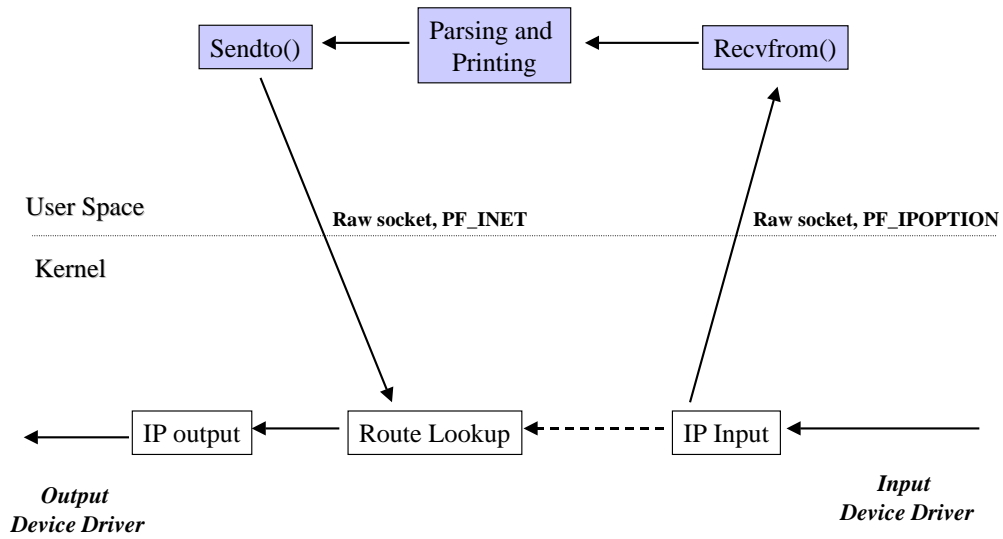 Sendto()
Parsing and
Printing
Recvfrom()
User Space
Raw socket, PF_INET
Raw socket, PF_IPOPTION
Kernel
IP output
Route Lookup
IP Input
Output
Device Driver
Input
Device Driver